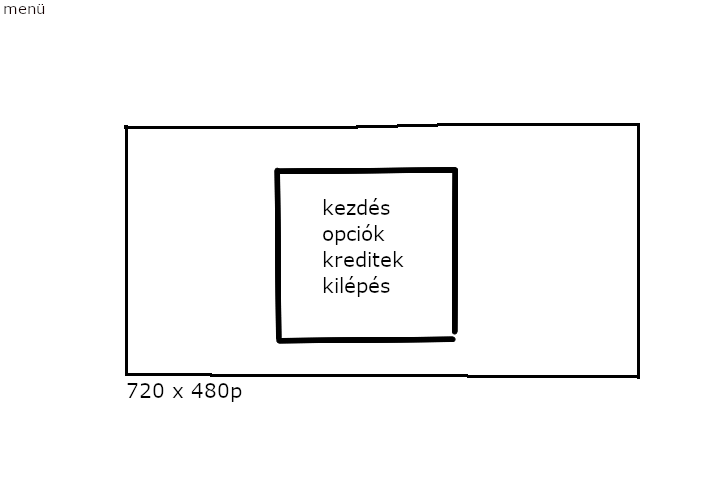 menü
kezdés
opciók
kreditek
kilépés
720 x 480p